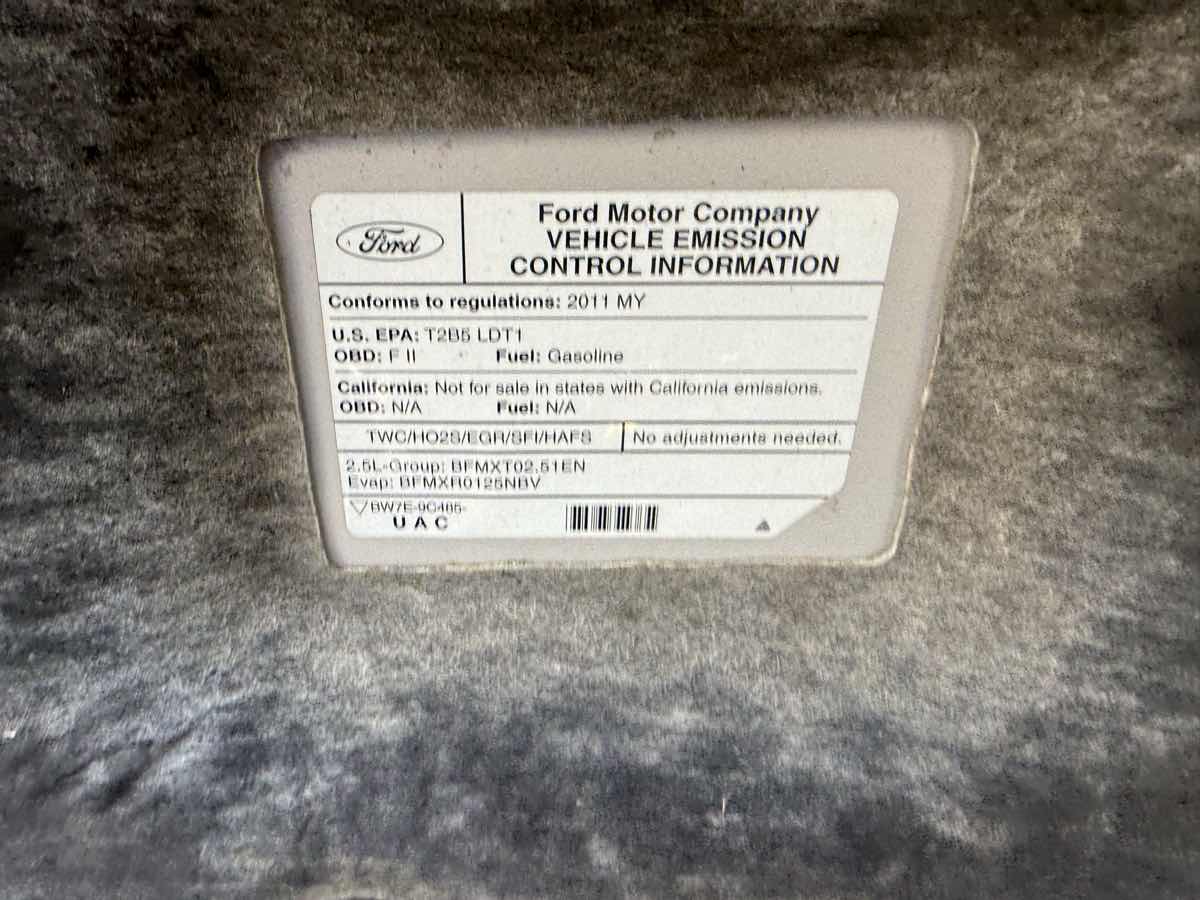 Ford
Ford Motor Company
VEHICLE EMISSION
CONTROL INFORMATION
Conforms to regulations: 2011 MY
U.S. EPA: T2B5 LDT1
OBD: F II Fuel: Gasoline
California: Not for sale in states with California emissions.
OBD: N/A Fuel: N/A
TWC/HO2S/EGR/SFI/HAFS No adjustments needed.
2.5L-Group: BFMXT02.51EN
Evap: BFMXR0125NBV
BW7E-9C485-
U A C